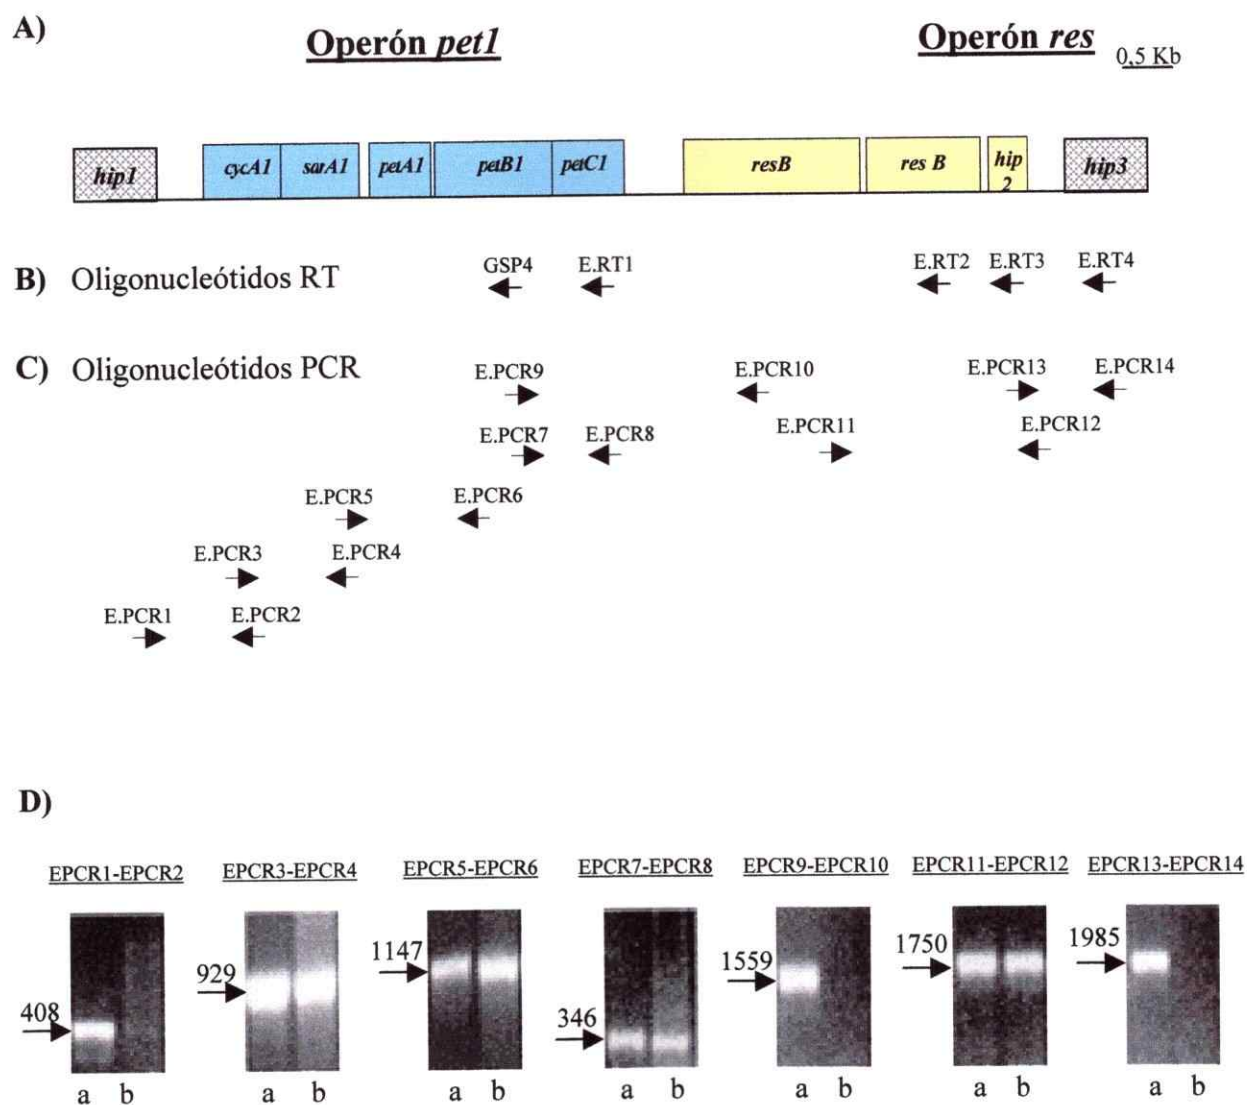 A)
Operón pet1
Operón res
0,5 Kb
hip1 cycA1 sarA1 petA1 petB1 petC1 resB res B hip 2 hip3
B) Oligonucleótidos RT
GSP4 E.RT1 E.RT2 E.RT3 E.RT4
C) Oligonucleótidos PCR
E.PCR9 E.PCR10 E.PCR13 E.PCR14
E.PCR7 E.PCR8 E.PCR11 E.PCR12
E.PCR5 E.PCR6
E.PCR3 E.PCR4
E.PCR1 E.PCR2
D)
EPCR1-EPCR2 EPCR3-EPCR4 EPCR5-EPCR6 EPCR7-EPCR8 EPCR9-EPCR10 EPCR11-EPCR12 EPCR13-EPCR14
408 929 1147 346 1559 1750 1985
a b a b a b a b a b a b a b